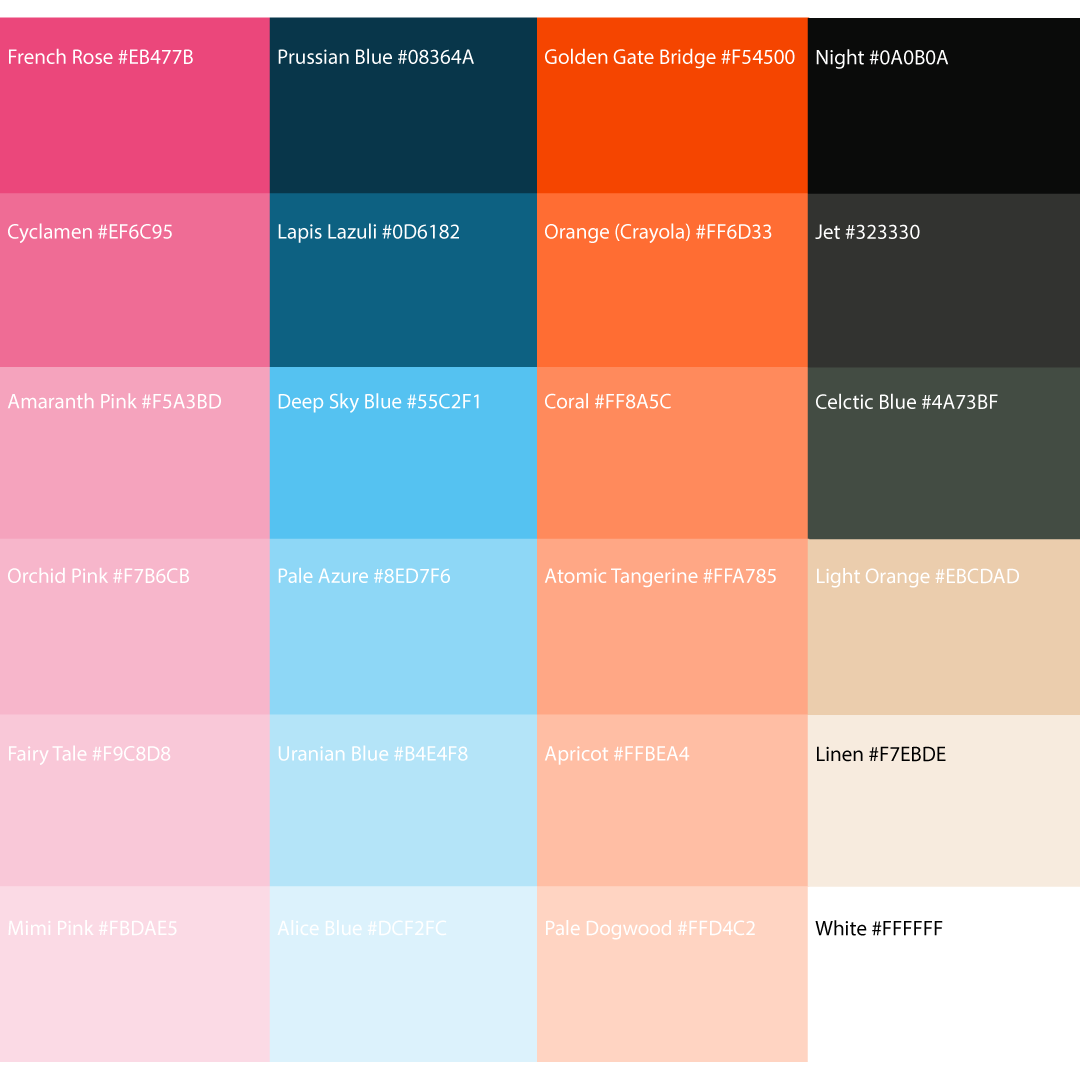 French Rose #EB477B
Prussian Blue #08364A
Golden Gate Bridge #F54500
Night #0A0B0A
Cyclamen #EF6C95
Lapis Lazuli #0D6182
Orange (Crayola) #FF6D33
Jet #323330
Amaranth Pink #F5A3BD
Deep Sky Blue #55C2F1
Coral #FF8A5C
Celctic Blue #4A73BF
Orchid Pink #F7B6CB
Pale Azure #8ED7F6
Atomic Tangerine #FFA785
Light Orange #EBCDAD
Fairy Tale #F9C8D8
Uranian Blue #B4E4F8
Apricot #FFBEA4
Linen #F7EBDE
Mimi Pink #FBDAE5
Alice Blue #DCF2FC
Pale Dogwood #FFD4C2
White #FFFFFF